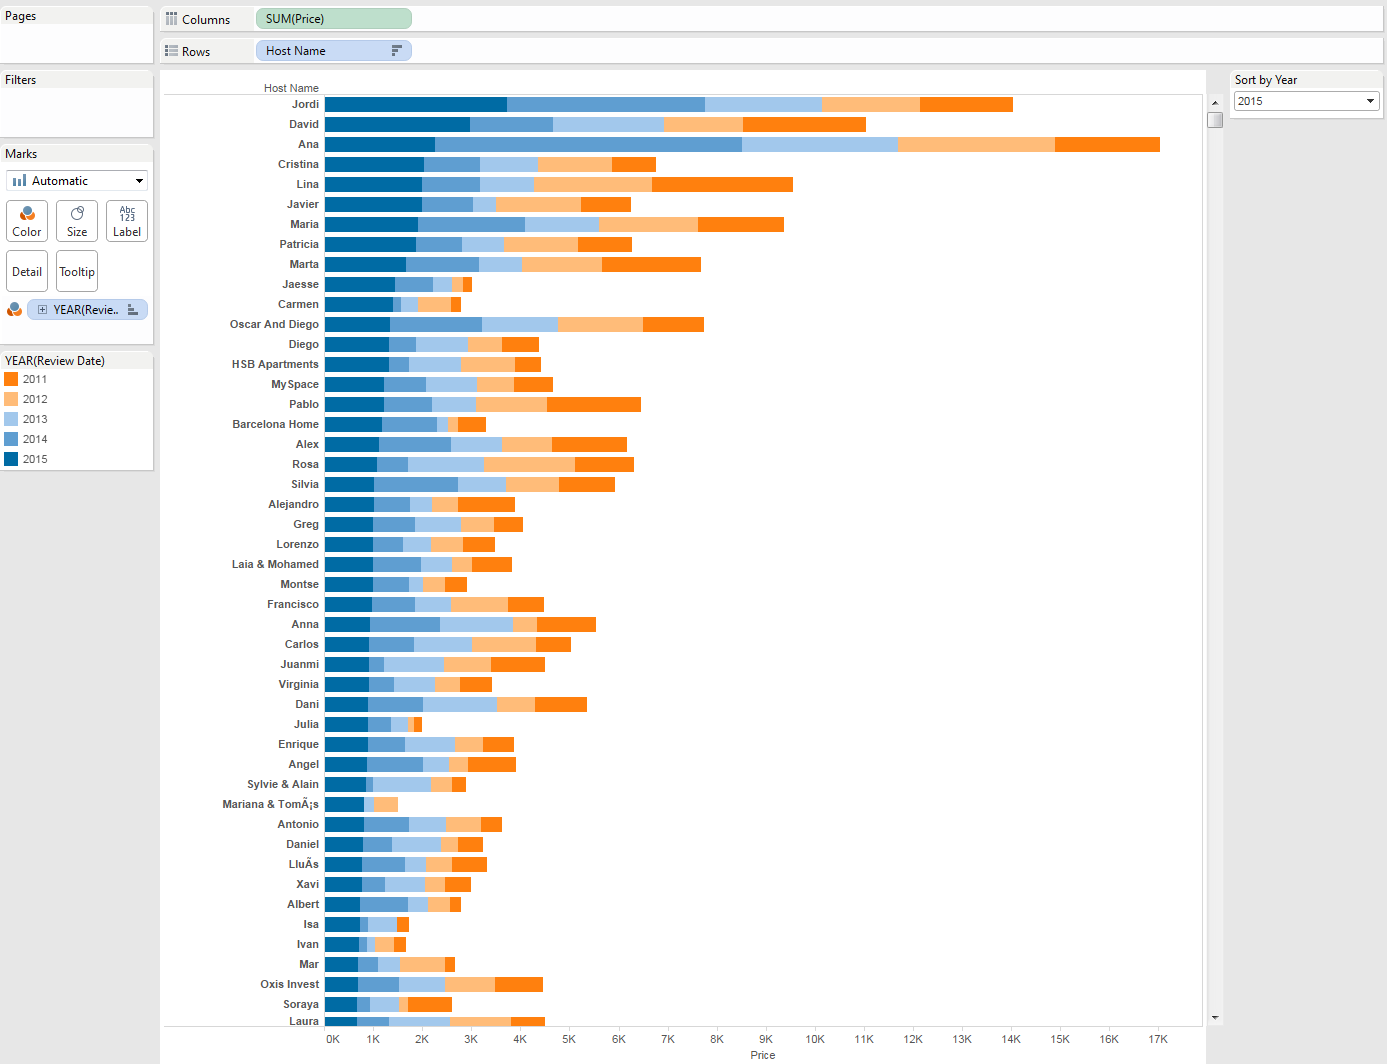 Pages
Columns
SUM(Price)
Rows
Host Name
Filters
Marks
Automatic
Color
Size
Abc
123
Label
Detail
Tooltip
YEAR(Revie..
YEAR(Review Date)
2011
2012
2013
2014
2015
Host Name
Jordi
David
Ana
Cristina
Lina
Javier
Maria
Patricia
Marta
Jaesse
Carmen
Oscar And Diego
Diego
HSB Apartments
MySpace
Pablo
Barcelona Home
Alex
Rosa
Silvia
Alejandro
Greg
Lorenzo
Laia & Mohamed
Montse
Francisco
Anna
Carlos
Juanmi
Virginia
Dani
Julia
Enrique
Angel
Sylvie & Alain
Mariana & TomÃ¡s
Antonio
Daniel
LluÃs
Xavi
Albert
Isa
Ivan
Mar
Oxis Invest
Soraya
Laura
0K 1K 2K 3K 4K 5K 6K 7K 8K 9K 10K 11K 12K 13K 14K 15K 16K 17K
Price
Sort by Year
2015